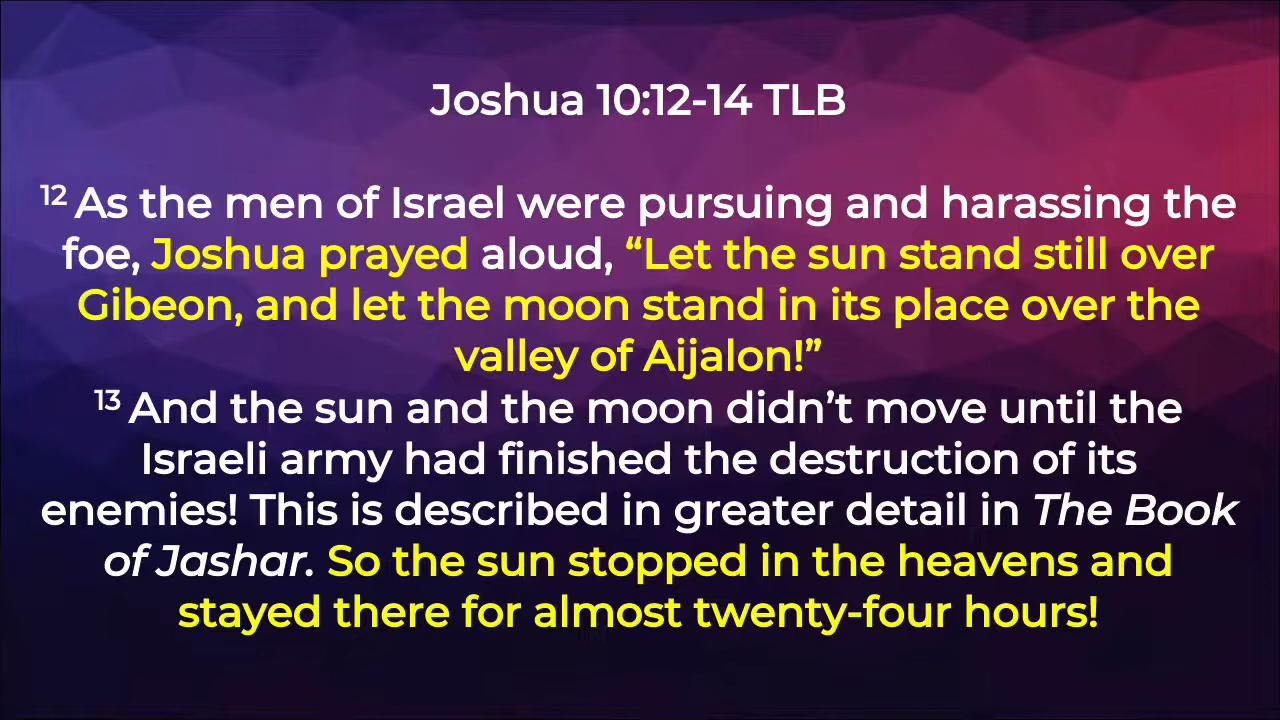 Joshua 10:12-14 TLB
12 As the men of Israel were pursuing and harassing the
foe, Joshua prayed aloud, “Let the sun stand still over
Gibeon, and let the moon stand in its place over the
valley of Aijalon!”
13 And the sun and the moon didn’t move until the
Israeli army had finished the destruction of its
enemies! This is described in greater detail in The Book
of Jashar. So the sun stopped in the heavens and
stayed there for almost twenty-four hours!